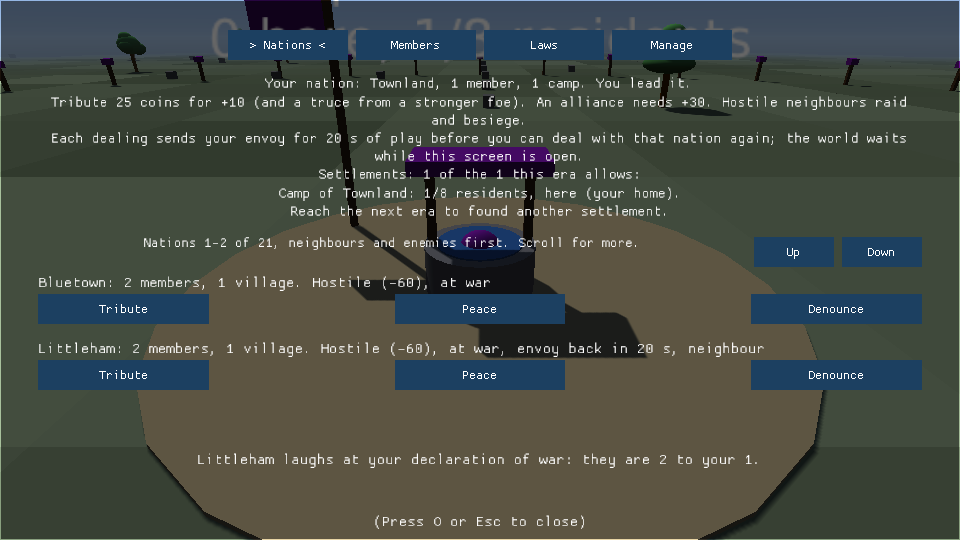 0 here, 1/8 residents
> Nations <
Members
Laws
Manage
Your nation: Townland, 1 member, 1 camp. You lead it.
Tribute 25 coins for +10 (and a truce from a stronger foe). An alliance needs +30. Hostile neighbours raid
and besiege.
Each dealing sends your envoy for 20 s of play before you can deal with that nation again; the world waits
while this screen is open.
Settlements: 1 of the 1 this era allows:
Camp of Townland: 1/8 residents, here (your home).
Reach the next era to found another settlement.
Nations 1-2 of 21, neighbours and enemies first. Scroll for more.
Up
Down
Bluetown: 2 members, 1 village. Hostile (-60), at war
Tribute
Peace
Denounce
Littleham: 2 members, 1 village. Hostile (-60), at war, envoy back in 20 s, neighbour
Tribute
Peace
Denounce
Littleham laughs at your declaration of war: they are 2 to your 1.
(Press O or Esc to close)